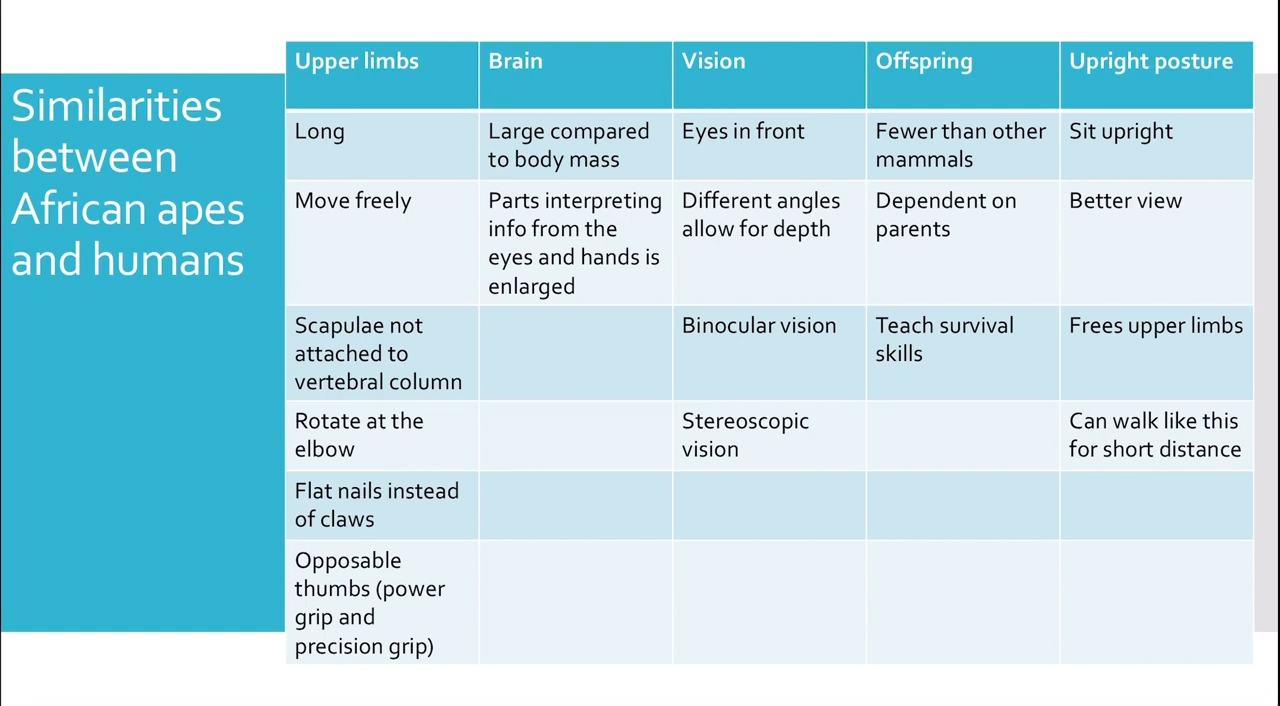 Similarities
between
African apes
and humans
Upper limbs
Brain
Vision
Offspring
Upright posture
Long
Large compared
to body mass
Eyes in front
Fewer than other
mammals
Sit upright
Move freely
Parts interpreting
info from the
eyes and hands is
enlarged
Different angles
allow for depth
Dependent on
parents
Better view
Scapulae not
attached to
vertebral column
Binocular vision
Teach survival
skills
Frees upper limbs
Rotate at the
elbow
Stereoscopic
vision
Can walk like this
for short distance
Flat nails instead
of claws
Opposable
thumbs (power
grip and
precision grip)